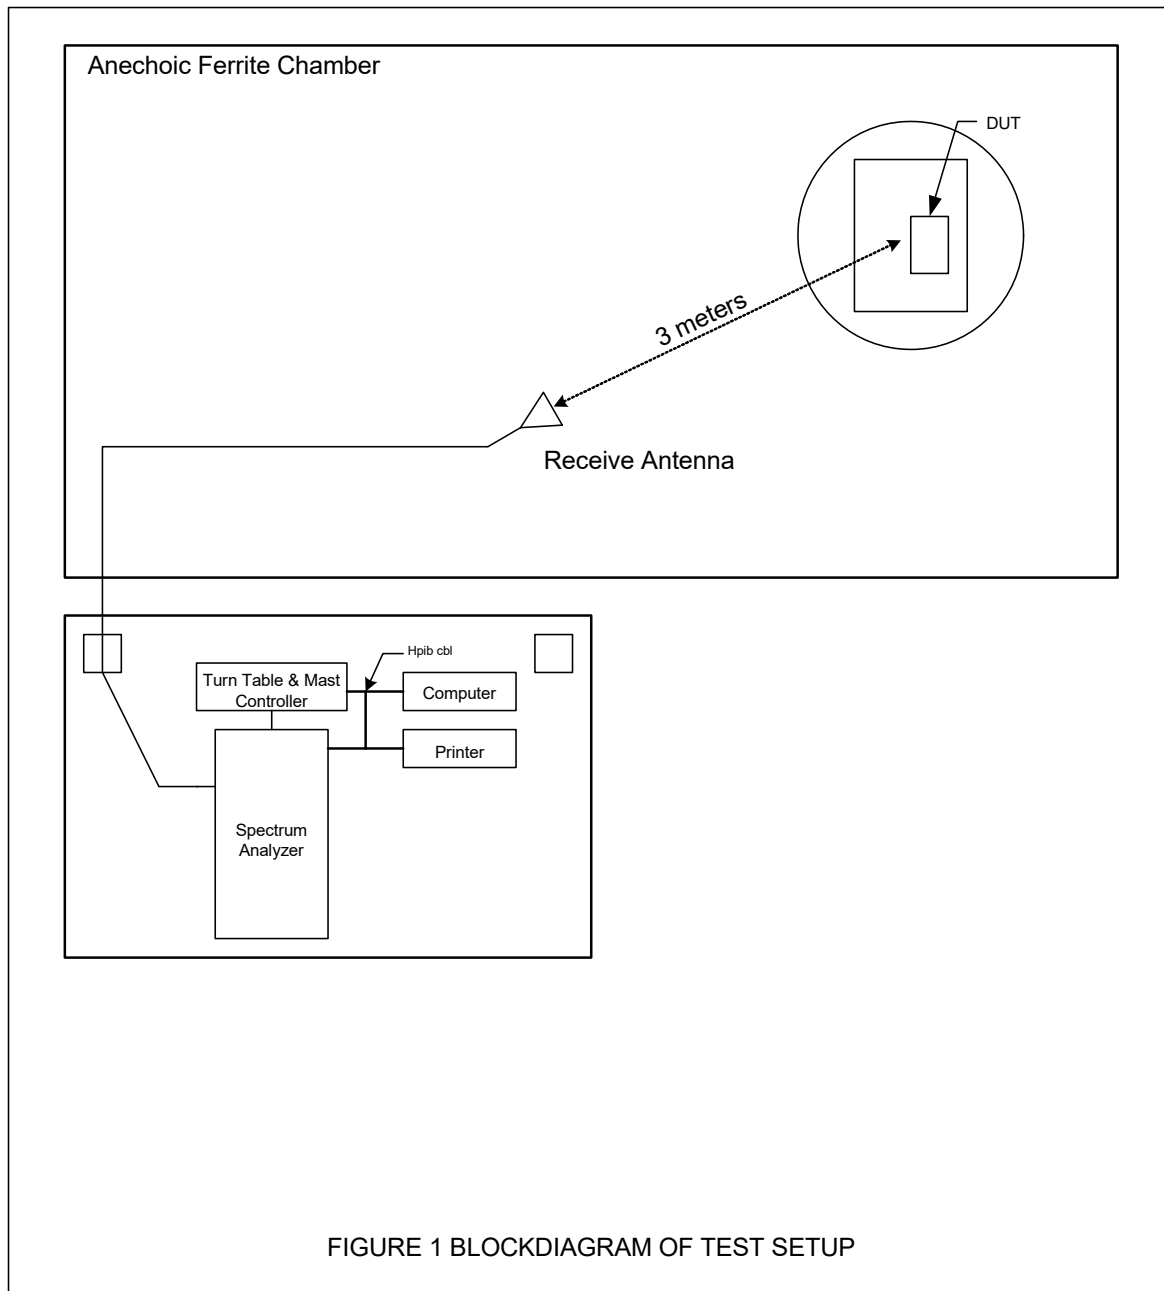 Anechoic Ferrite Chamber
DUT
3 meters
Receive Antenna
Hpib cbl
Turn Table & Mast
Controller
Computer
Printer
Spectrum
Analyzer
FIGURE 1 BLOCKDIAGRAM OF TEST SETUP